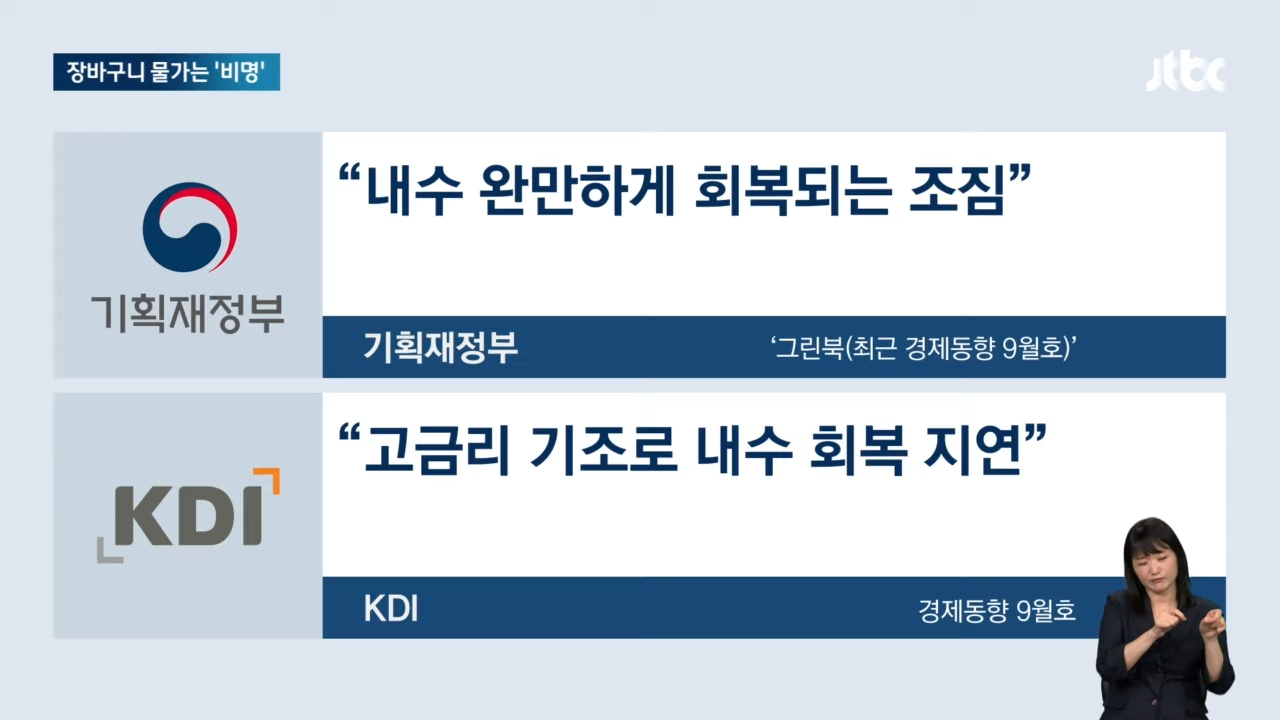 장바구니 물가는 '비명'
jtbc
“내수 완만하게 회복되는 조짐”
기획재정부
기획재정부 ‘그린북(최근 경제동향 9월호)’
“고금리 기조로 내수 회복 지연”
KDI
KDI 경제동향 9월호